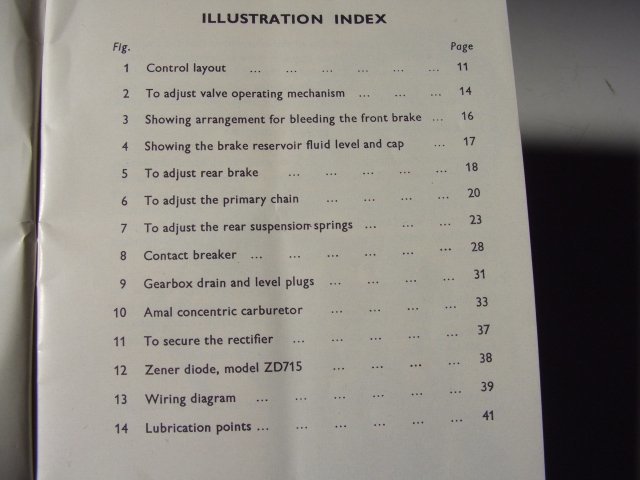 ILLUSTRATION INDEX
Fig. Page
1 Control layout ... ... ... ... ... ... 11
2 To adjust valve operating mechanism ... ... ... 14
3 Showing arrangement for bleeding the front brake ... 16
4 Showing the brake reservoir fluid level and cap ... 17
5 To adjust rear brake ... ... ... ... ... 18
6 To adjust the primary chain ... ... ... ... 20
7 To adjust the rear suspension springs ... ... ... 23
8 Contact breaker ... ... ... ... ... ... 28
9 Gearbox drain and level plugs ... ... ... ... 31
10 Amal concentric carburetor ... ... ... ... 33
11 To secure the rectifier ... ... ... ... ... 37
12 Zener diode, model ZD715 ... ... ... ... 38
13 Wiring diagram ... ... ... ... ... ... 39
14 Lubrication points ... ... ... ... ... ... 41